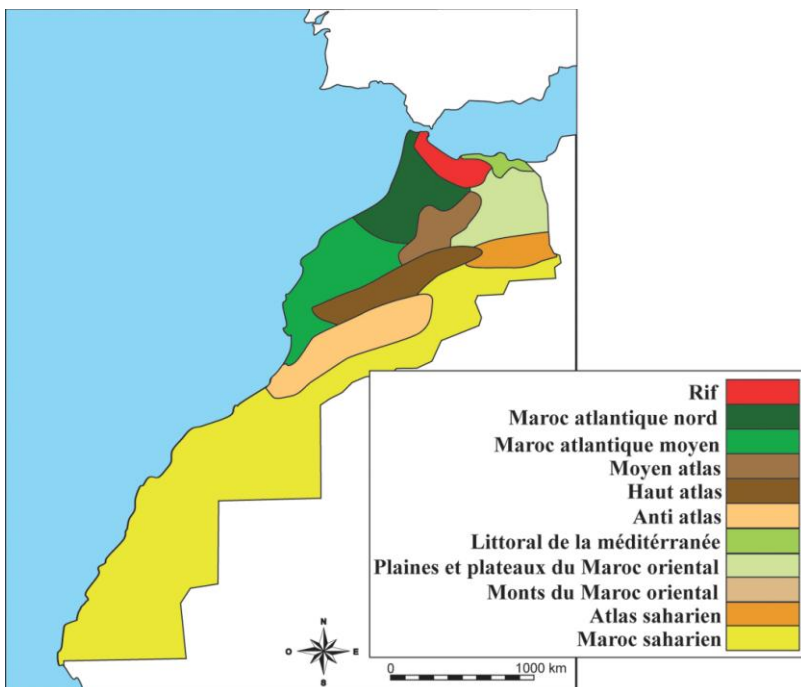 Rif
Maroc atlantique nord
Maroc atlantique moyen
Moyen atlas
Haut atlas
Anti atlas
Littoral de la méditérranée
Plaines et plateaux du Maroc oriental
Monts du Maroc oriental
Atlas saharien
Maroc saharien
N
O E
S
0 1000 km